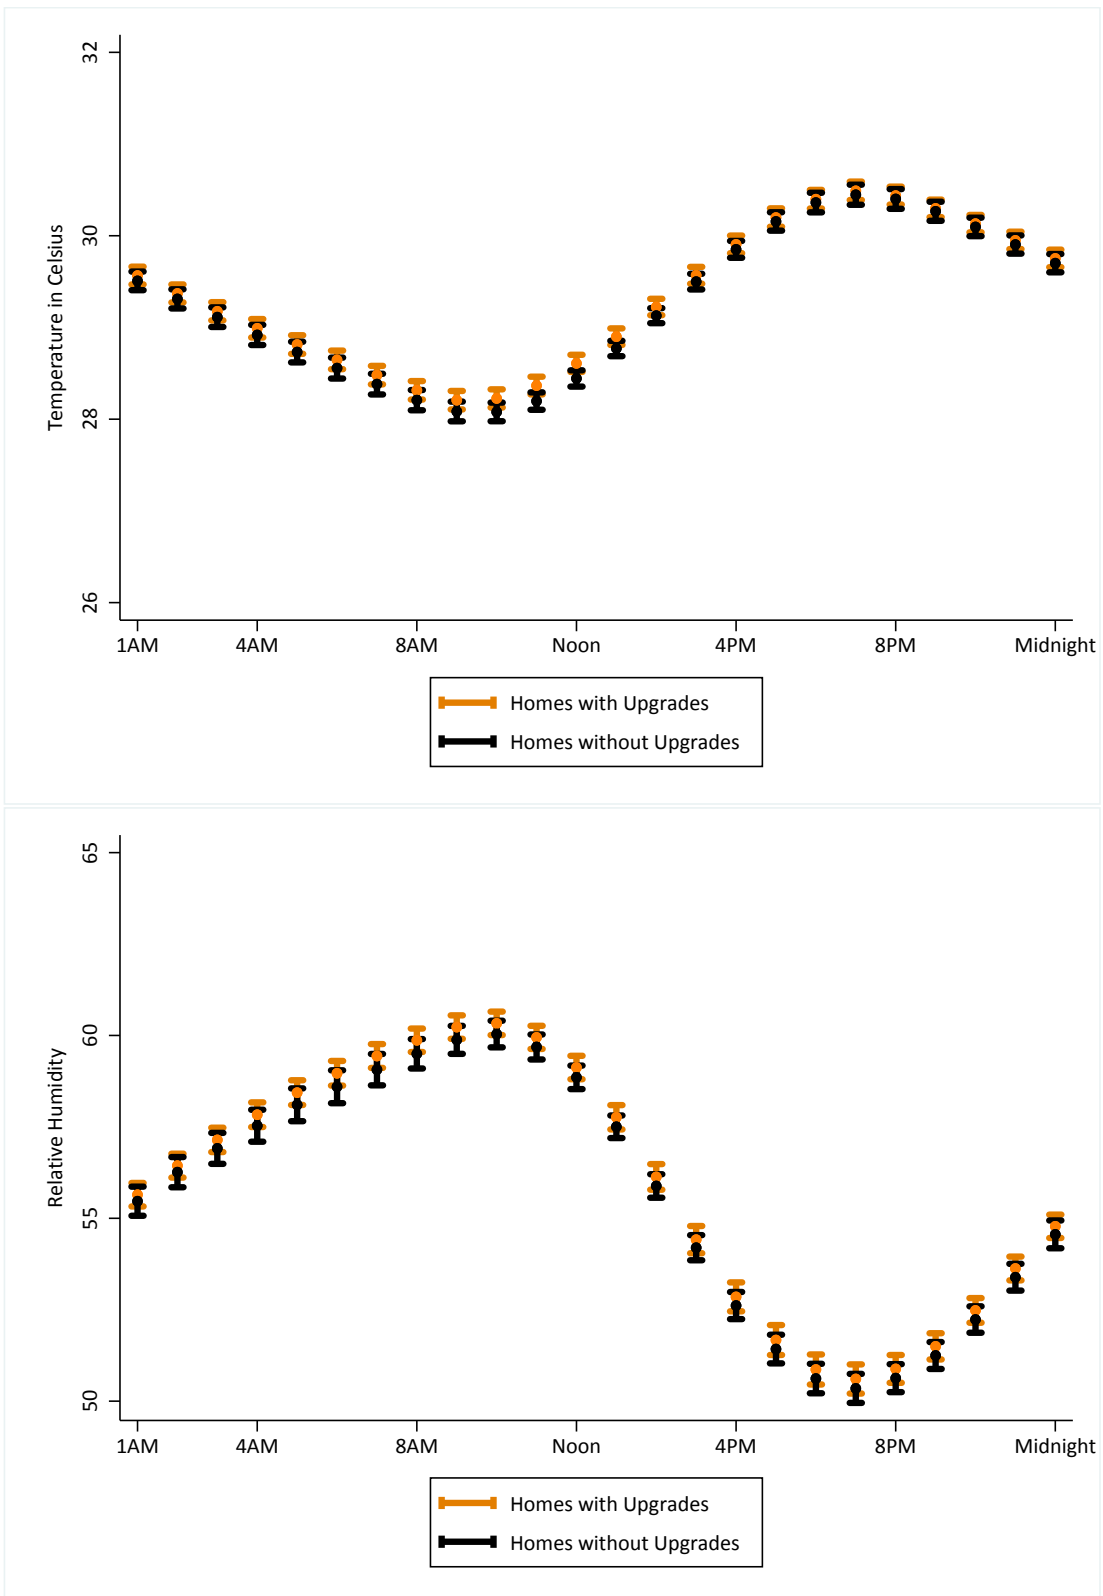 Temperature in Celsius
32
30
28
26
1AM 4AM 8AM Noon 4PM 8PM Midnight
Homes with Upgrades
Homes without Upgrades
Relative Humidity
65
60
55
50
1AM 4AM 8AM Noon 4PM 8PM Midnight
Homes with Upgrades
Homes without Upgrades